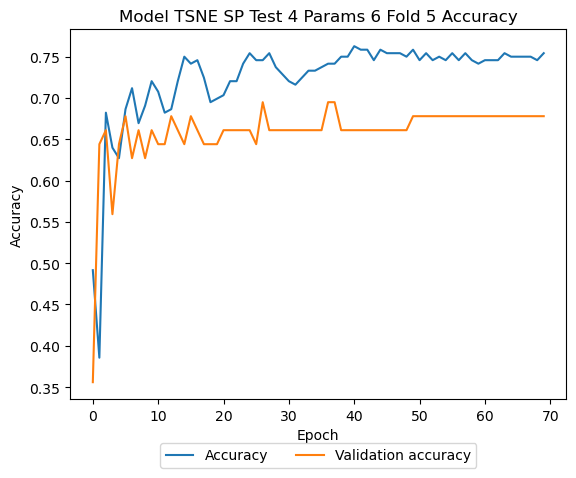 Model TSNE SP Test 4 Params 6 Fold 5 Accuracy
Accuracy
0.75
0.70
0.65
0.60
0.55
0.50
0.45
0.40
0.35
0 10 20 30 40 50 60 70
Epoch
Accuracy Validation accuracy